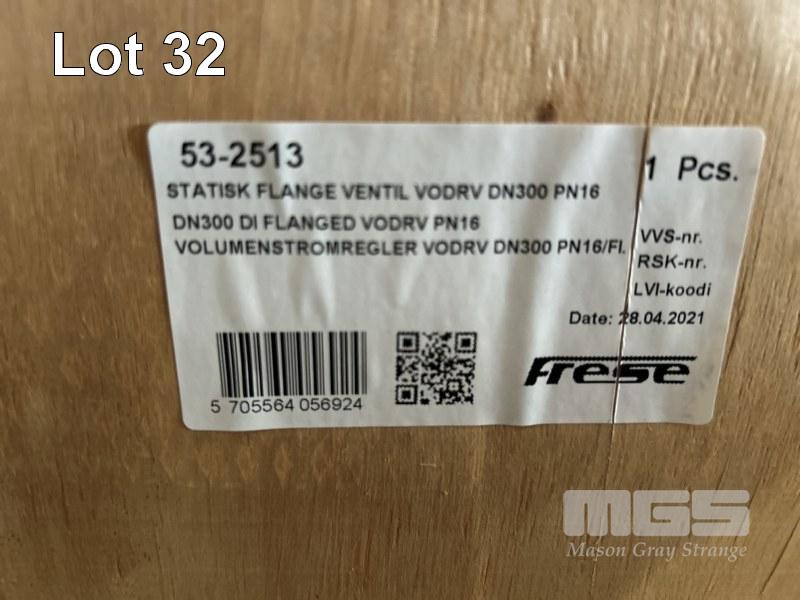 Lot 32
53-2513
1 Pcs.
STATISK FLANGE VENTIL VODRV DN300 PN16
DN300 DI FLANGED VODRV PN16
VOLUMENSTROMREGLER VODRV DN300 PN16/Fl.
VVS-nr.
RSK-nr.
LVI-koodi
Date: 28.04.2021
5 705564 056924
Frese
MGS
Mason Gray Strange